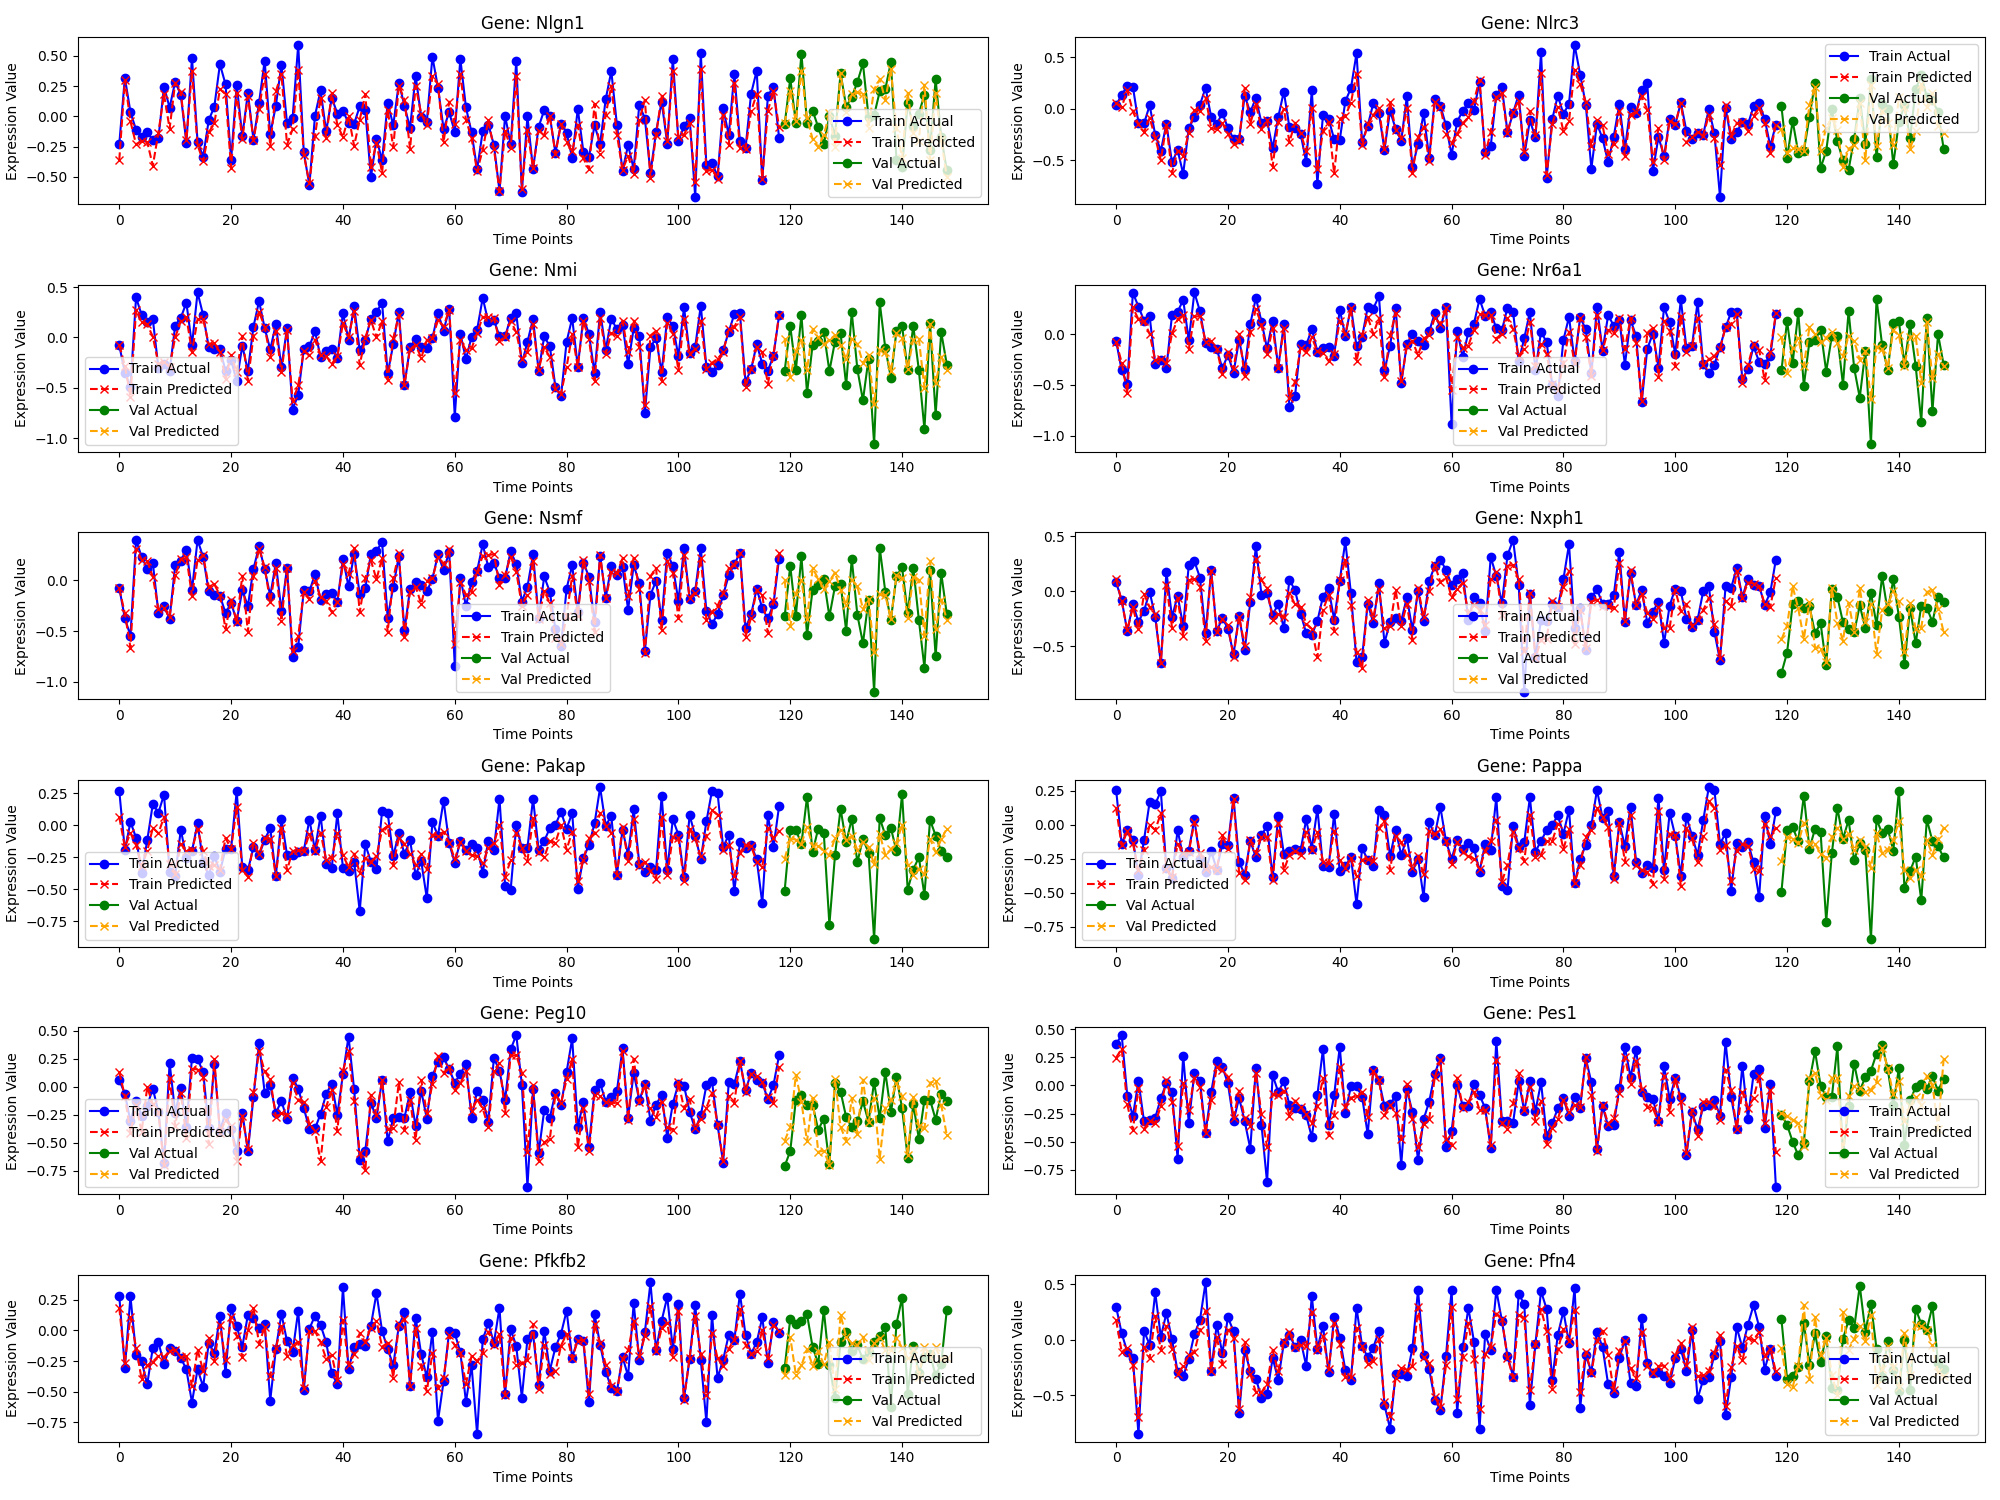 Gene: Nlgn1
Expression Value
0.50
0.25
0.00
−0.25
−0.50
Train Actual
Train Predicted
Val Actual
Val Predicted
0 20 40 60 80 100 120 140
Time Points
Gene: Nlrc3
Expression Value
0.5
0.0
−0.5
Train Actual
Train Predicted
Val Actual
Val Predicted
0 20 40 60 80 100 120 140
Time Points
Gene: Nmi
Expression Value
0.5
0.0
−0.5
−1.0
Train Actual
Train Predicted
Val Actual
Val Predicted
0 20 40 60 80 100 120 140
Time Points
Gene: Nr6a1
Expression Value
0.0
−0.5
−1.0
Train Actual
Train Predicted
Val Actual
Val Predicted
0 20 40 60 80 100 120 140
Time Points
Gene: Nsmf
Expression Value
0.0
−0.5
−1.0
Train Actual
Train Predicted
Val Actual
Val Predicted
0 20 40 60 80 100 120 140
Time Points
Gene: Nxph1
Expression Value
0.5
0.0
−0.5
Train Actual
Train Predicted
Val Actual
Val Predicted
0 20 40 60 80 100 120 140
Time Points
Gene: Pakap
Expression Value
0.25
0.00
−0.25
−0.50
−0.75
Train Actual
Train Predicted
Val Actual
Val Predicted
0 20 40 60 80 100 120 140
Time Points
Gene: Pappa
Expression Value
0.25
0.00
−0.25
−0.50
−0.75
Train Actual
Train Predicted
Val Actual
Val Predicted
0 20 40 60 80 100 120 140
Time Points
Gene: Peg10
Expression Value
0.50
0.25
0.00
−0.25
−0.50
−0.75
Train Actual
Train Predicted
Val Actual
Val Predicted
0 20 40 60 80 100 120 140
Time Points
Gene: Pes1
Expression Value
0.50
0.25
0.00
−0.25
−0.50
−0.75
Train Actual
Train Predicted
Val Actual
Val Predicted
0 20 40 60 80 100 120 140
Time Points
Gene: Pfkfb2
Expression Value
0.25
0.00
−0.25
−0.50
−0.75
Train Actual
Train Predicted
Val Actual
Val Predicted
0 20 40 60 80 100 120 140
Time Points
Gene: Pfn4
Expression Value
0.5
0.0
−0.5
Train Actual
Train Predicted
Val Actual
Val Predicted
0 20 40 60 80 100 120 140
Time Points